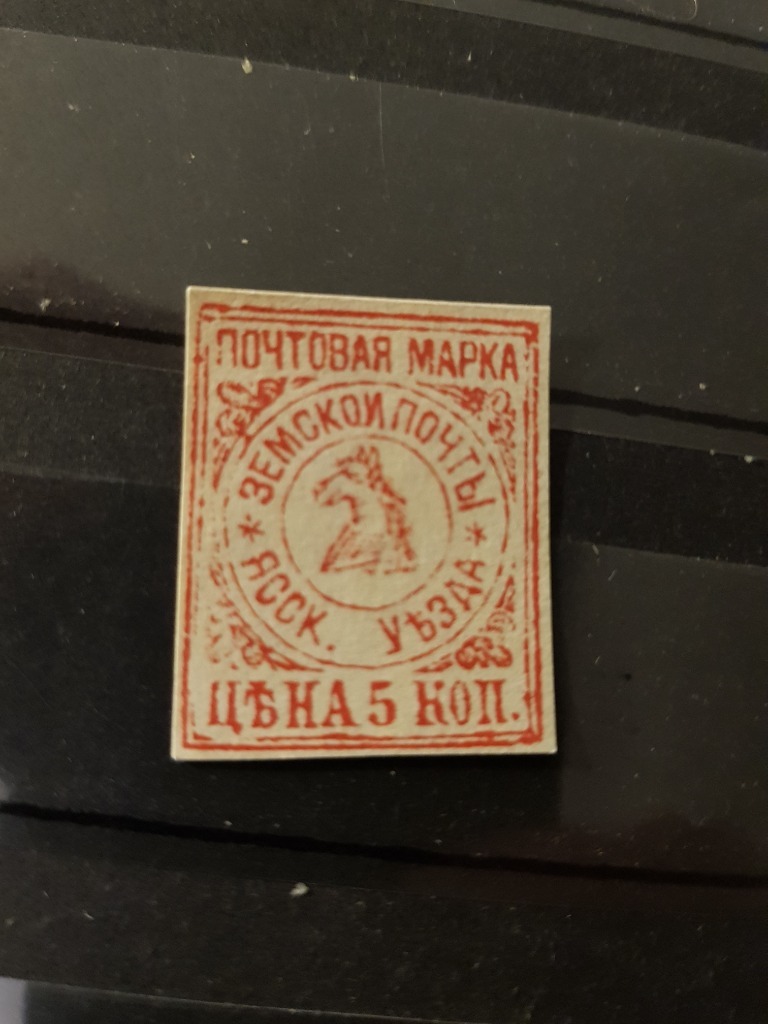 ПОЧТОВАЯ МАРКА
* ЗЕМСКОЙ ПОЧТЫ *
ЯССК. УѢЗДА
ЦѢНА 5 КОП.